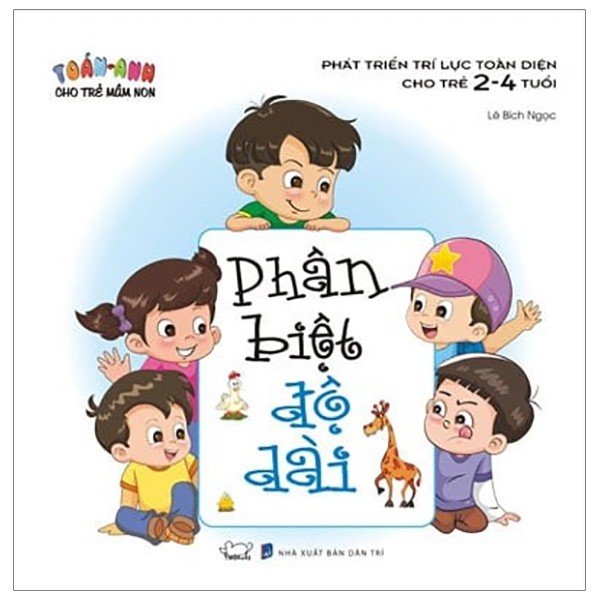 TOÁN-ANH
CHO TRẺ MẦM NON
PHÁT TRIỂN TRÍ LỰC TOÀN DIỆN
CHO TRẺ 2-4 TUỔI
Lê Bích Ngọc
Phân
biệt
độ
dài
NHÀ XUẤT BẢN DÂN TRÍ